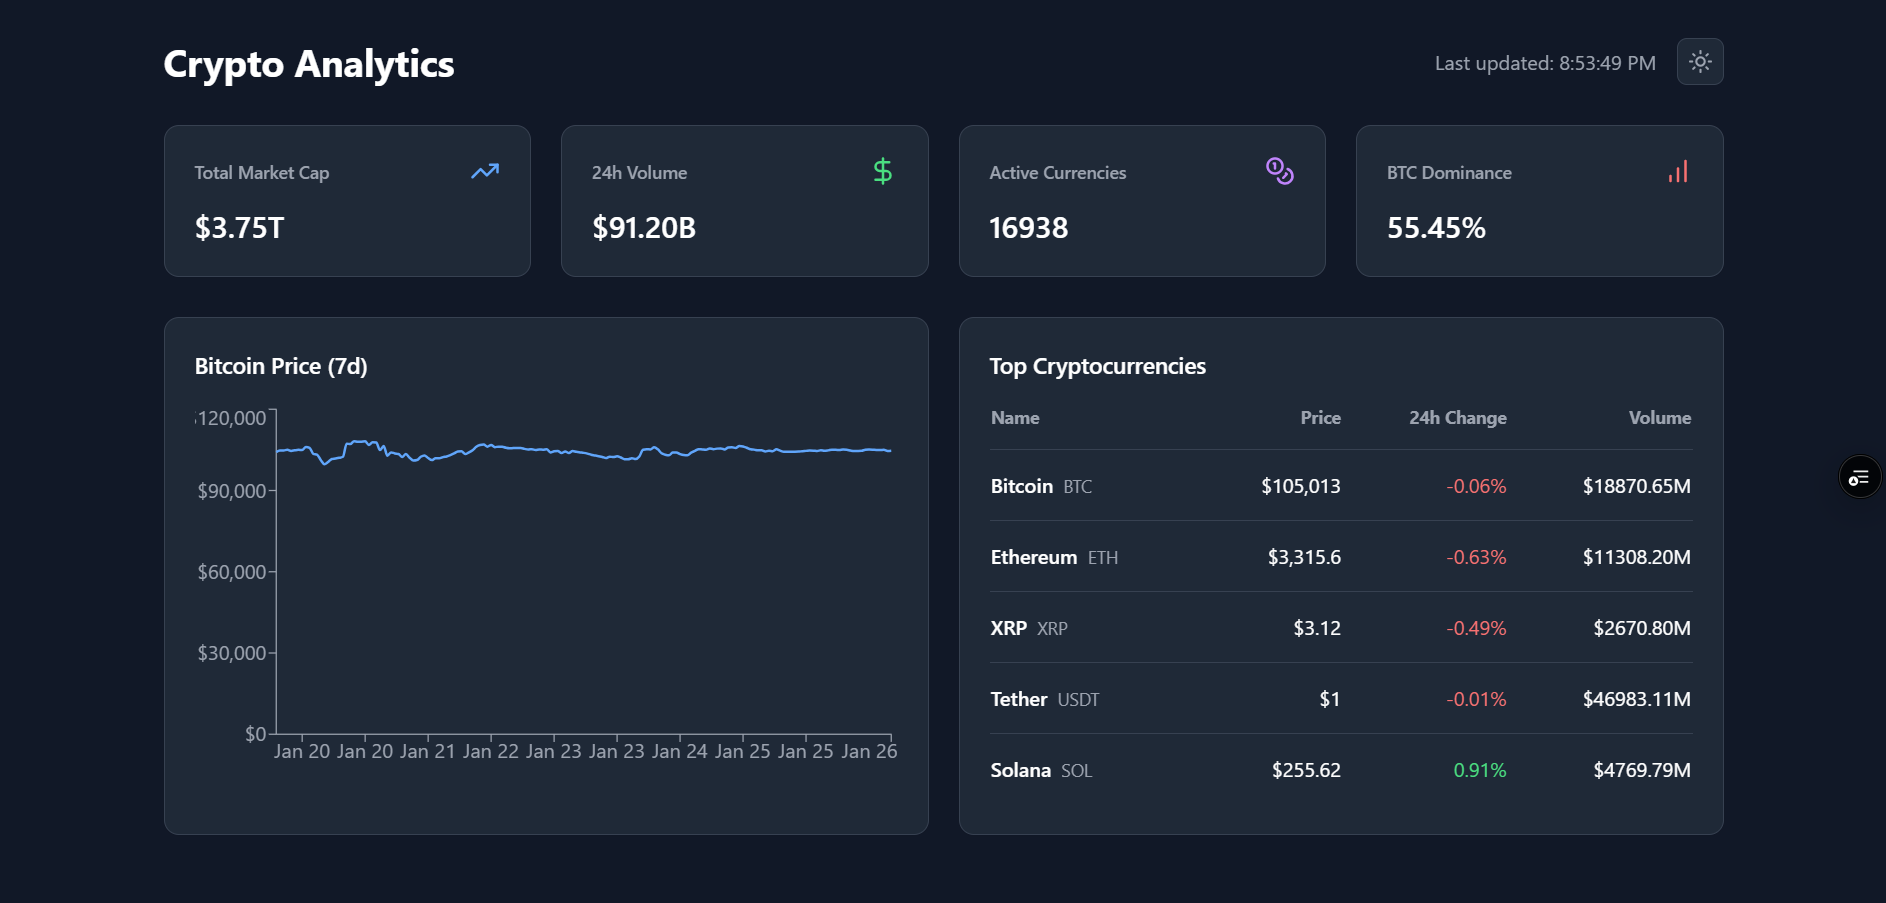 Crypto Analytics
Last updated: 8:53:49 PM
Total Market Cap
$3.75T
24h Volume
$91.20B
Active Currencies
16938
BTC Dominance
55.45%
Bitcoin Price (7d)
120,000
$90,000
$60,000
$30,000
$0
Jan 20 Jan 20 Jan 21 Jan 22 Jan 23 Jan 23 Jan 24 Jan 25 Jan 25 Jan 26
Top Cryptocurrencies
Name Price 24h Change Volume
Bitcoin BTC $105,013 -0.06% $18870.65M
Ethereum ETH $3,315.6 -0.63% $11308.20M
XRP XRP $3.12 -0.49% $2670.80M
Tether USDT $1 -0.01% $46983.11M
Solana SOL $255.62 0.91% $4769.79M